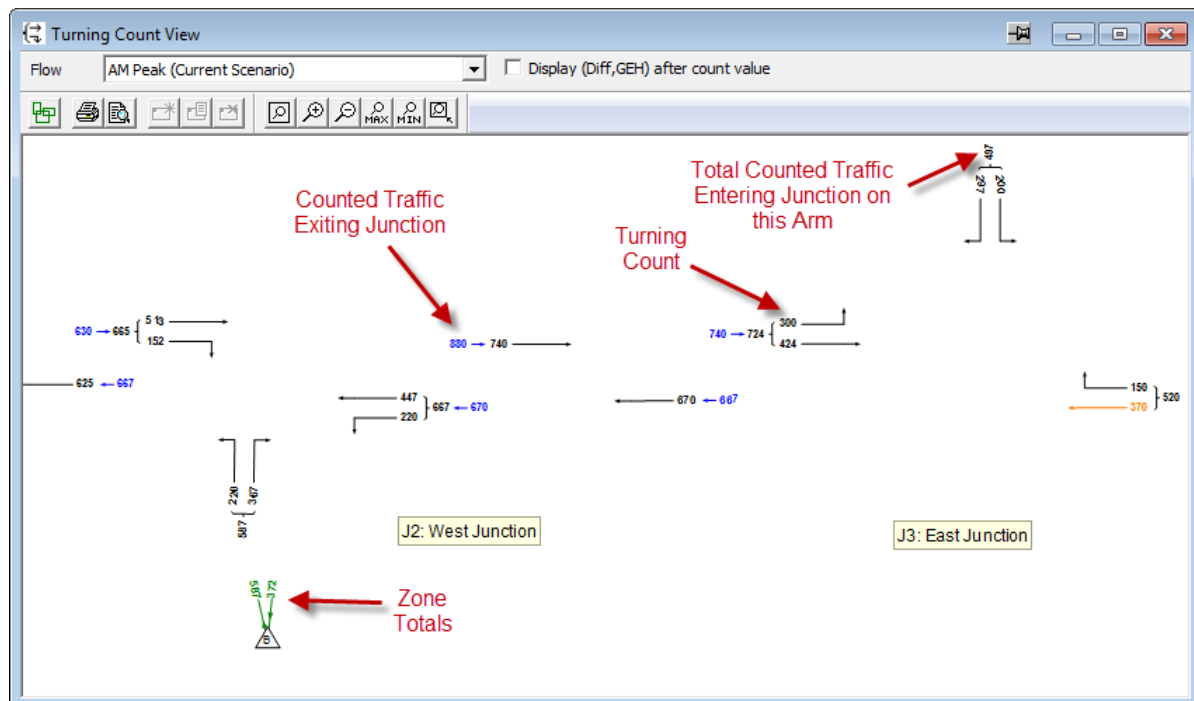 Turning Count View
Flow AM Peak (Current Scenario) Display (Diff,GEH) after count value
MAX MIN
497
297 200
Total Counted Traffic
Entering Junction on
this Arm
Counted Traffic
Exiting Junction
Turning
Count
630 665 513
152
880 740
740 724 300
424
625 667
447
220 667 670
670 667
150
370 520
220 367
587
J2: West Junction
J3: East Junction
587 372
B
Zone
Totals